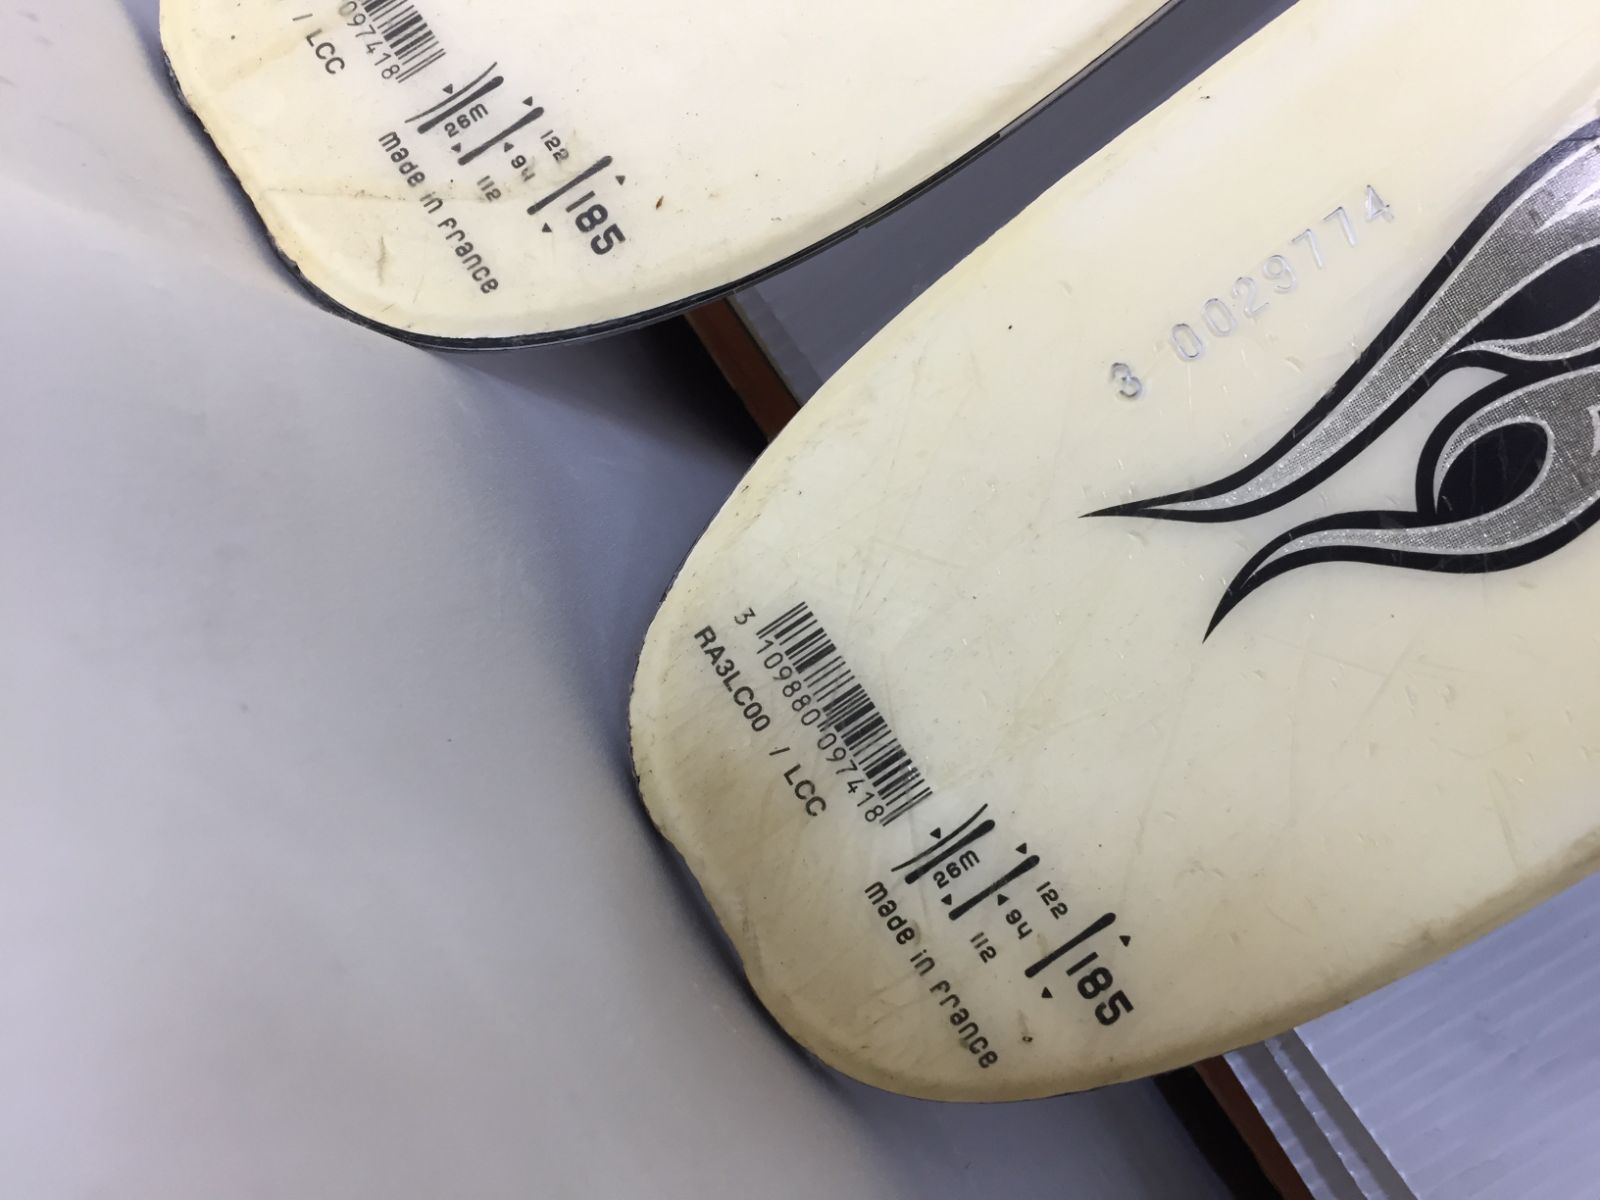 097418
/ LCC
26m
122
94
112
185
made in france
3 0029774
3 109880 097418
RA3LC00 / LCC
26m
122
94
112
185
made in france